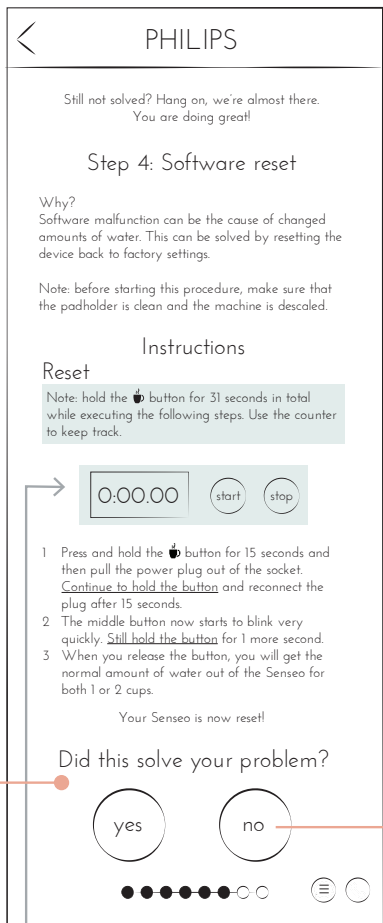 PHILIPS
Still not solved? Hang on, we're almost there.
You are doing great!
Step 4: Software reset
Why?
Software malfunction can be the cause of changed
amounts of water. This can be solved by resetting the
device back to factory settings.
Note: before starting this procedure, make sure that
the padholder is clean and the machine is descaled.
Instructions
Reset
Note: hold the button for 31 seconds in total
while executing the following steps. Use the counter
to keep track.
0:00.00 start stop
1 Press and hold the button for 15 seconds and
then pull the power plug out of the socket.
Continue to hold the button and reconnect the
plug after 15 seconds.
2 The middle button now starts to blink very
quickly. Still hold the button for 1 more second.
3 When you release the button, you will get the
normal amount of water out of the Senseo for
both 1 or 2 cups.
Your Senseo is now reset!
Did this solve your problem?
yes no